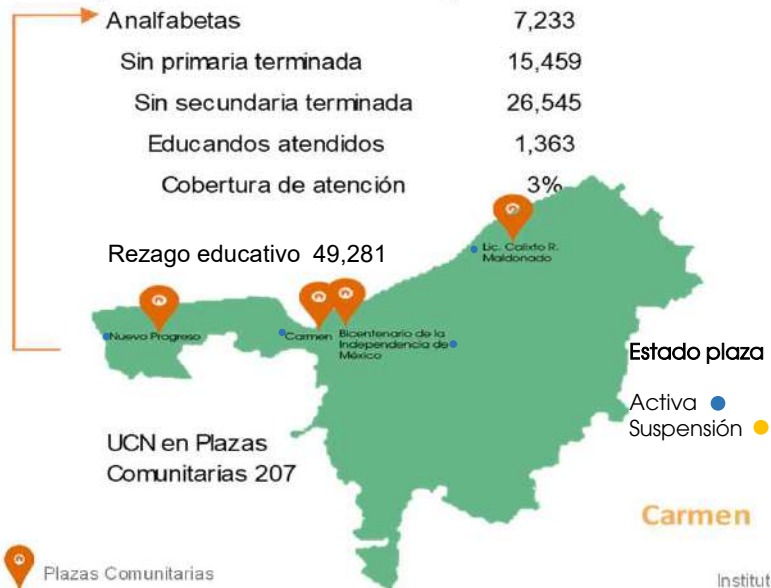 Analfabetas 7,233
Sin primaria terminada 15,459
Sin secundaria terminada 26,545
Educandos atendidos 1,363
Cobertura de atención 3%
Rezago educativo 49,281
Lic. Calixto R.
Maldonado
Nuevo Progreso
Carmen
Bicentenario de la
Independencia de
México
Estado plaza
Activa
Suspensión
UCN en Plazas
Comunitarias 207
Carmen
Plazas Comunitarias
Institut